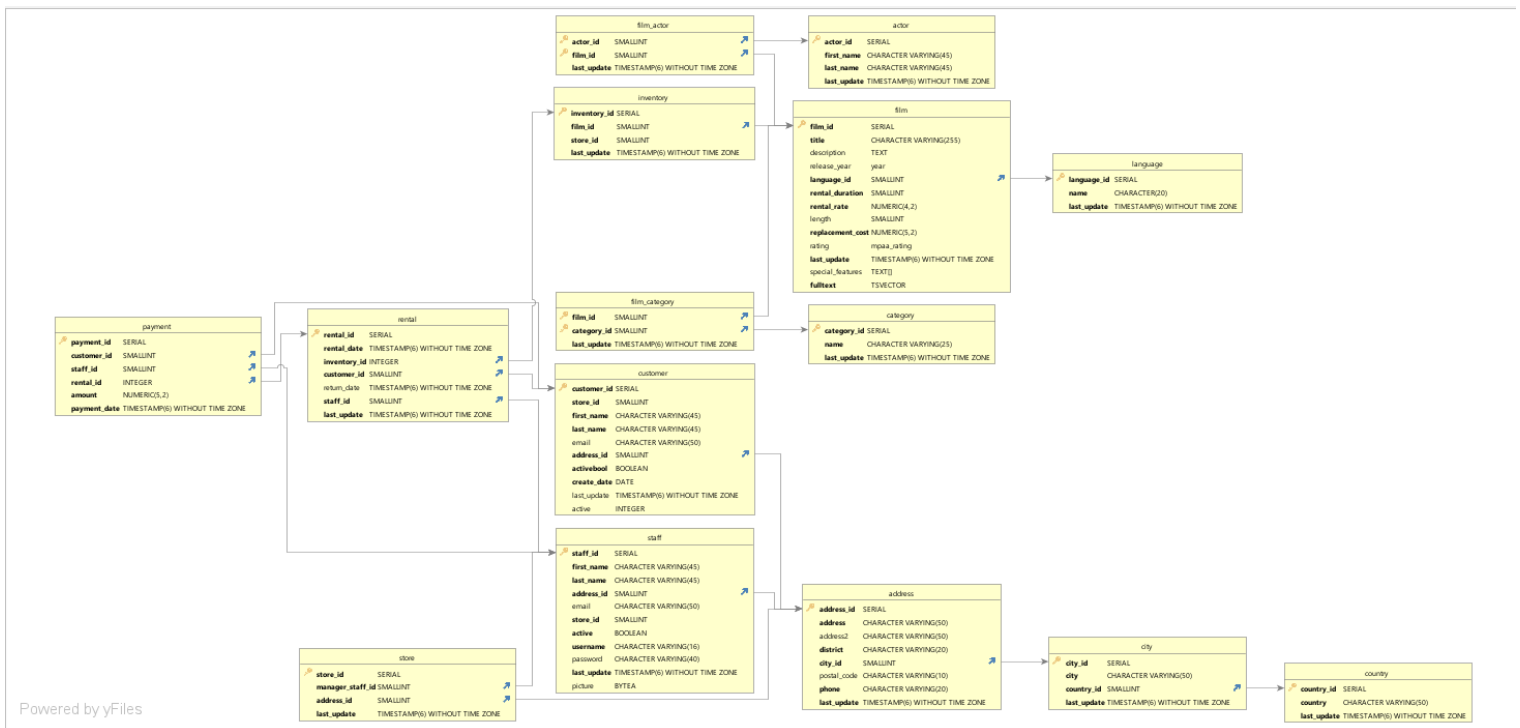 film_actor
actor_id SMALLINT
film_id SMALLINT
last_update TIMESTAMP(6) WITHOUT TIME ZONE
actor
actor_id SERIAL
first_name CHARACTER VARYING(45)
last_name CHARACTER VARYING(45)
last_update TIMESTAMP(6) WITHOUT TIME ZONE
inventory
inventory_id SERIAL
film_id SMALLINT
store_id SMALLINT
last_update TIMESTAMP(6) WITHOUT TIME ZONE
film
film_id SERIAL
title CHARACTER VARYING(255)
description TEXT
release_year year
language_id SMALLINT
rental_duration SMALLINT
rental_rate NUMERIC(4,2)
length SMALLINT
replacement_cost NUMERIC(5,2)
rating mpaa_rating
last_update TIMESTAMP(6) WITHOUT TIME ZONE
special_features TEXT[]
fulltext TSVECTOR
language
language_id SERIAL
name CHARACTER(20)
last_update TIMESTAMP(6) WITHOUT TIME ZONE
film_category
film_id SMALLINT
category_id SMALLINT
last_update TIMESTAMP(6) WITHOUT TIME ZONE
category
category_id SERIAL
name CHARACTER VARYING(25)
last_update TIMESTAMP(6) WITHOUT TIME ZONE
payment
payment_id SERIAL
customer_id SMALLINT
staff_id SMALLINT
rental_id INTEGER
amount NUMERIC(5,2)
payment_date TIMESTAMP(6) WITHOUT TIME ZONE
rental
rental_id SERIAL
rental_date TIMESTAMP(6) WITHOUT TIME ZONE
inventory_id INTEGER
customer_id SMALLINT
return_date TIMESTAMP(6) WITHOUT TIME ZONE
staff_id SMALLINT
last_update TIMESTAMP(6) WITHOUT TIME ZONE
customer
customer_id SERIAL
store_id SMALLINT
first_name CHARACTER VARYING(45)
last_name CHARACTER VARYING(45)
email CHARACTER VARYING(50)
address_id SMALLINT
activebool BOOLEAN
create_date DATE
last_update TIMESTAMP(6) WITHOUT TIME ZONE
active INTEGER
staff
staff_id SERIAL
first_name CHARACTER VARYING(45)
last_name CHARACTER VARYING(45)
address_id SMALLINT
email CHARACTER VARYING(50)
store_id SMALLINT
active BOOLEAN
username CHARACTER VARYING(16)
password CHARACTER VARYING(40)
last_update TIMESTAMP(6) WITHOUT TIME ZONE
picture BYTEA
address
address_id SERIAL
address CHARACTER VARYING(50)
address2 CHARACTER VARYING(50)
district CHARACTER VARYING(20)
city_id SMALLINT
postal_code CHARACTER VARYING(10)
phone CHARACTER VARYING(20)
last_update TIMESTAMP(6) WITHOUT TIME ZONE
city
city_id SERIAL
city CHARACTER VARYING(50)
country_id SMALLINT
last_update TIMESTAMP(6) WITHOUT TIME ZONE
country
country_id SERIAL
country CHARACTER VARYING(50)
last_update TIMESTAMP(6) WITHOUT TIME ZONE
store
store_id SERIAL
manager_staff_id SMALLINT
address_id SMALLINT
last_update TIMESTAMP(6) WITHOUT TIME ZONE
Powered by yFiles